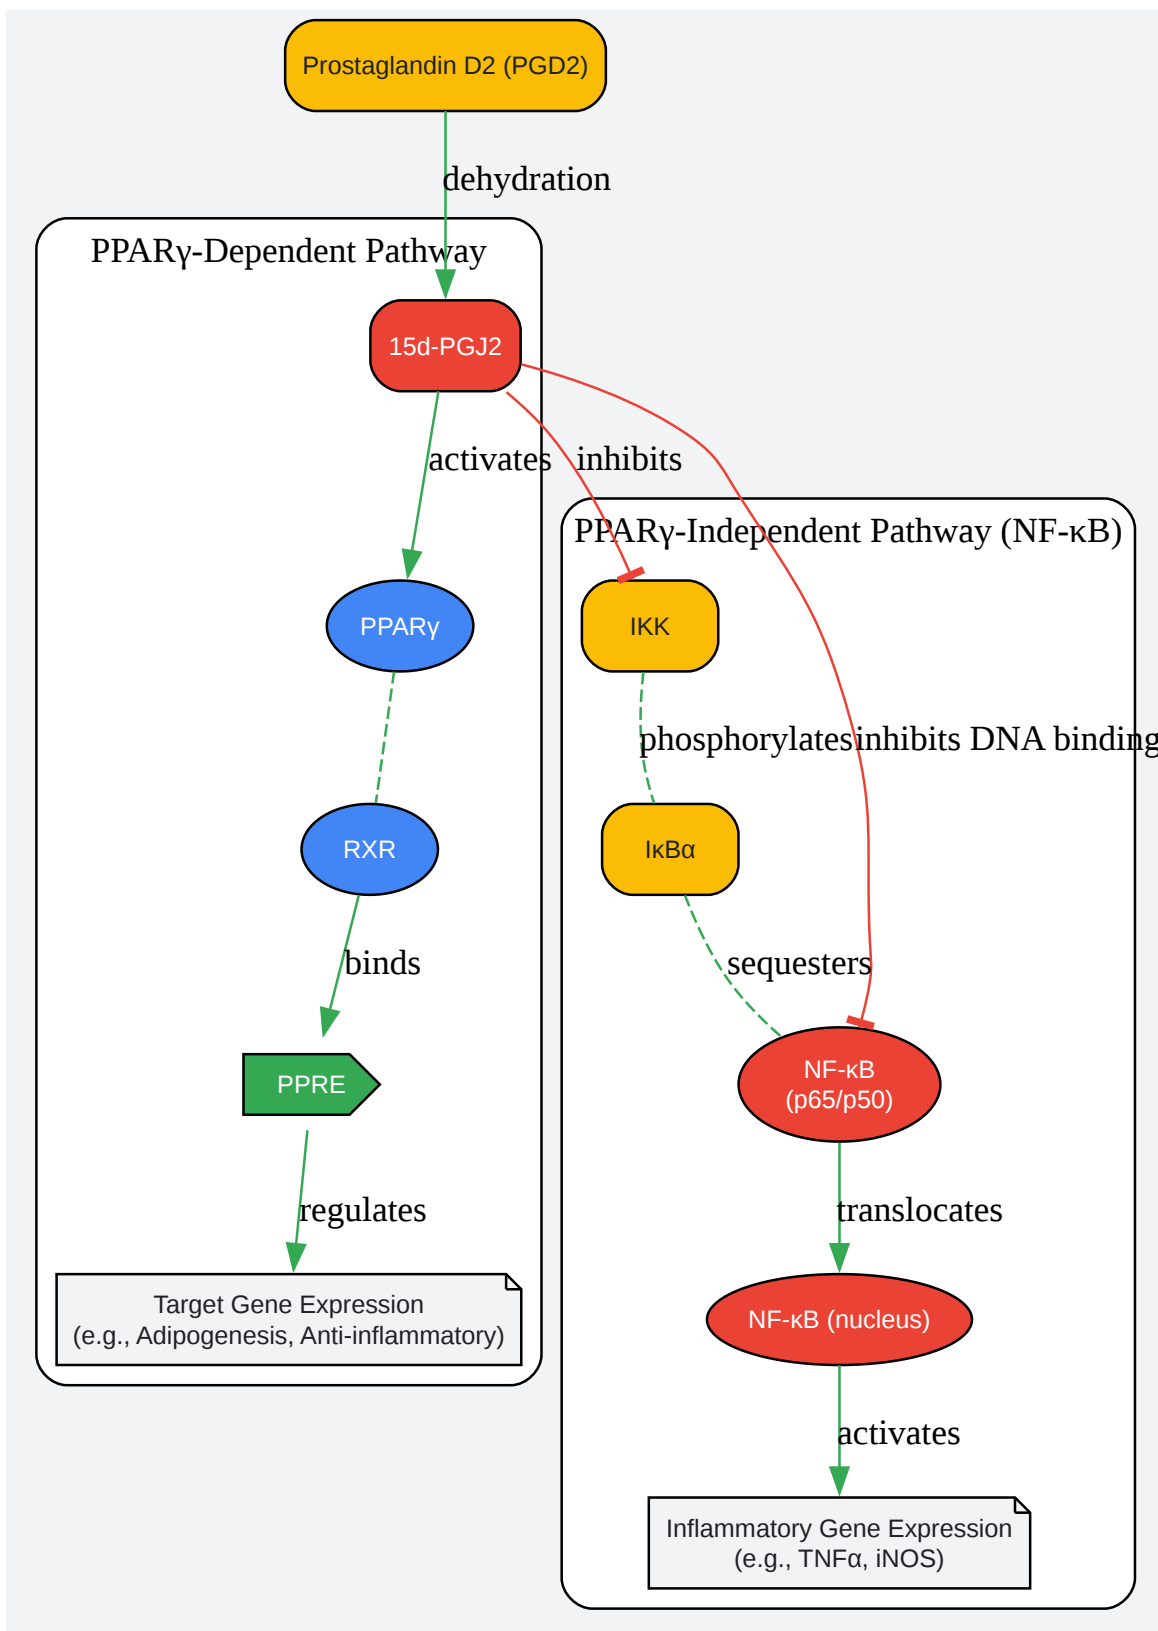 Prostaglandin D2 (PGD2)
dehydration
PPARγ-Dependent Pathway
15d-PGJ2
activates
inhibits
PPARγ-Independent Pathway (NF-κB)
PPARγ
IKK
phosphorylates
inhibits DNA binding
RXR
IκBα
binds
sequesters
PPRE
NF-κB
(p65/p50)
regulates
translocates
Target Gene Expression
(e.g., Adipogenesis, Anti-inflammatory)
NF-κB (nucleus)
activates
Inflammatory Gene Expression
(e.g., TNFα, iNOS)